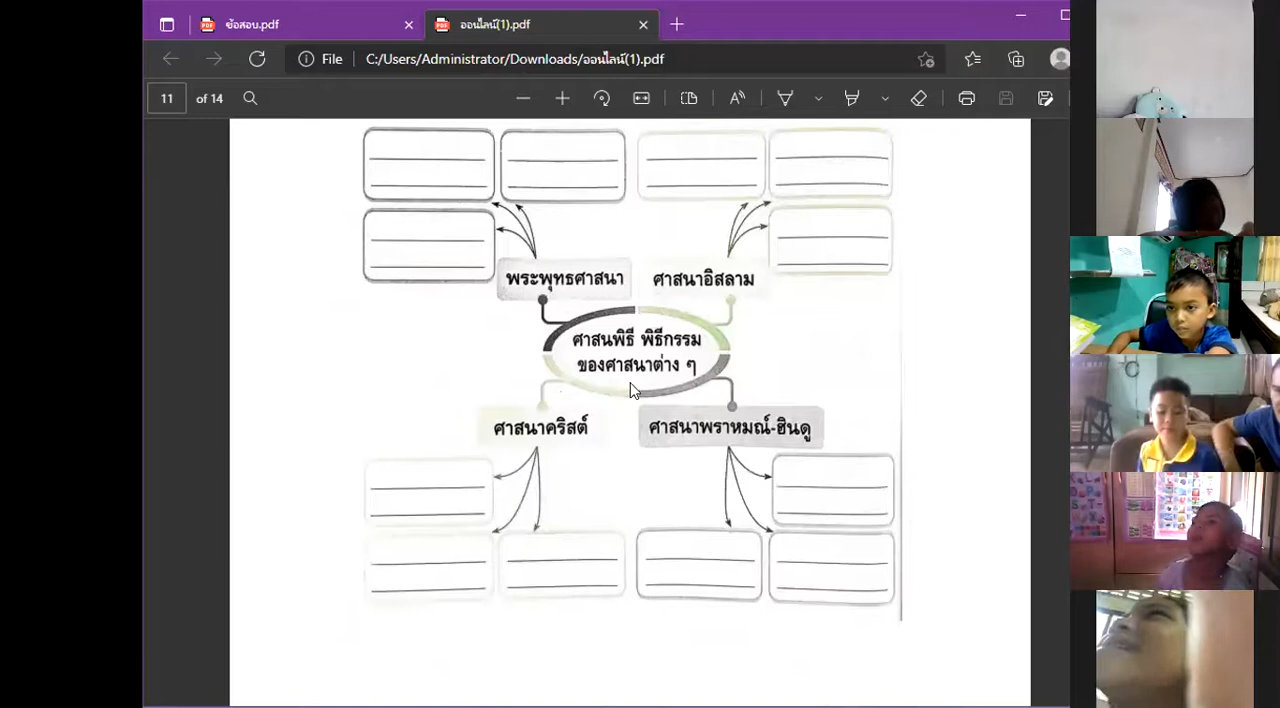 ข้อสอบ.pdf
ออนไลน์(1).pdf
File
C:/Users/Administrator/Downloads/ออนไลน์(1).pdf
11
of 14
พระพุทธศาสนา
ศาสนาอิสลาม
ศาสนพิธี พิธีกรรม
ของศาสนาต่าง ๆ
ศาสนาคริสต์
ศาสนาพราหมณ์-ฮินดู